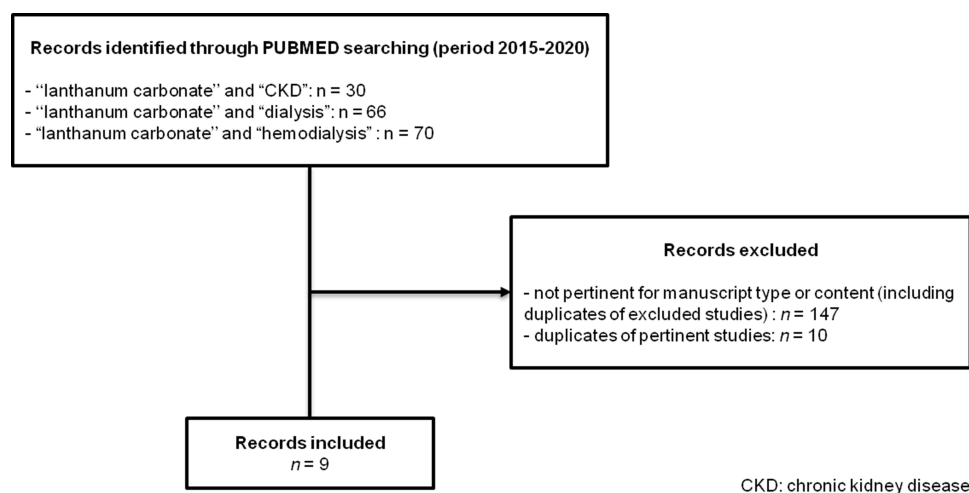 Records identified through PUBMED searching (period 2015-2020)
- ‘‘lanthanum carbonate’’ and “CKD”: n = 30
- ‘‘lanthanum carbonate’’ and “dialysis”: n = 66
- “lanthanum carbonate’’ and “hemodialysis” : n = 70
Records excluded
- not pertinent for manuscript type or content (including
duplicates of excluded studies) : n = 147
- duplicates of pertinent studies: n = 10
Records included
n = 9
CKD: chronic kidney disease